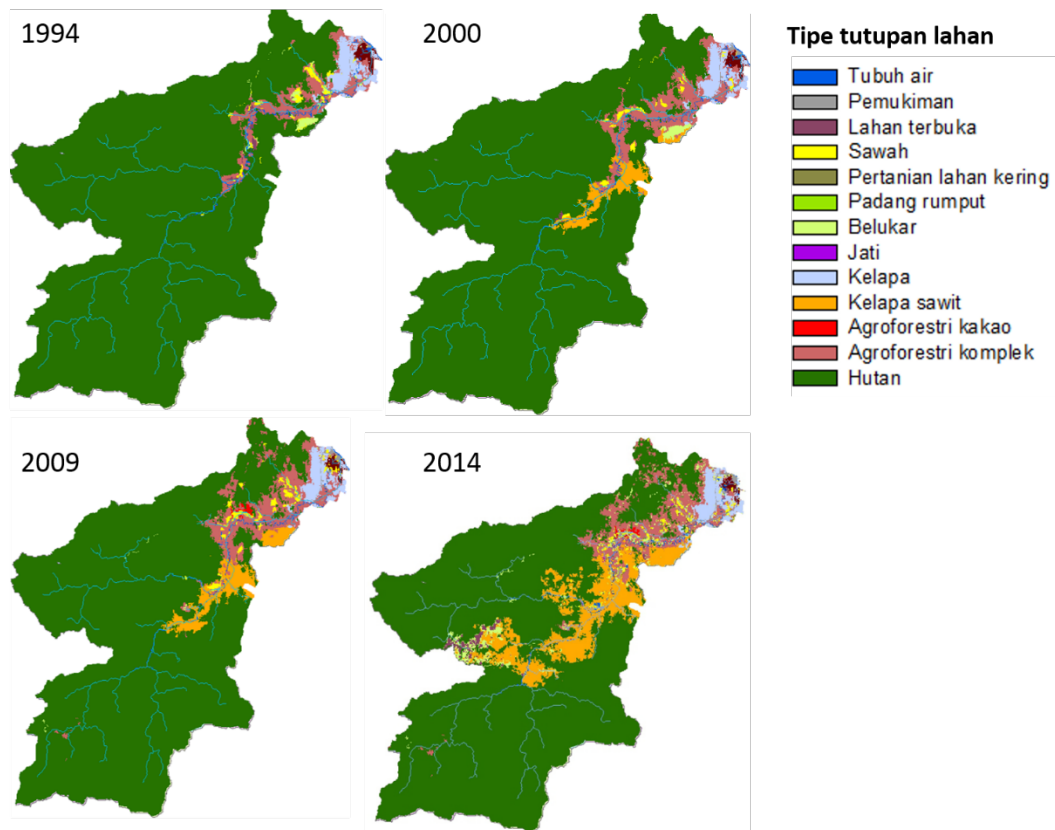 1994
2000
Tipe tutupan lahan
Tubuh air
Pemukiman
Lahan terbuka
Sawah
Pertanian lahan kering
Padang rumput
Belukar
Jati
Kelapa
Kelapa sawit
Agroforestri kakao
Agroforestri komplek
Hutan
2009
2014